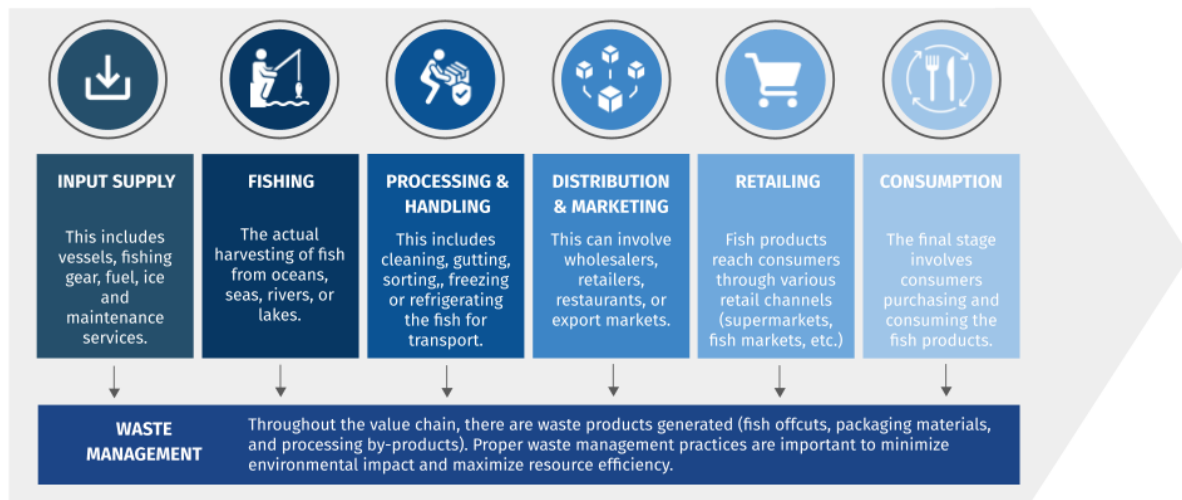 INPUT SUPPLY
This includes
vessels, fishing
gear, fuel, ice
and
maintenance
services.
FISHING
The actual
harvesting of fish
from oceans,
seas, rivers, or
lakes.
PROCESSING &
HANDLING
This includes
cleaning, gutting,
sorting,, freezing
or refrigerating
the fish for
transport.
DISTRIBUTION
& MARKETING
This can involve
wholesalers,
retailers,
restaurants, or
export markets.
RETAILING
Fish products
reach consumers
through various
retail channels
(supermarkets,
fish markets, etc.)
CONSUMPTION
The final stage
involves
consumers
purchasing and
consuming the
fish products.
WASTE
MANAGEMENT
Throughout the value chain, there are waste products generated (fish offcuts, packaging materials,
and processing by-products). Proper waste management practices are important to minimize
environmental impact and maximize resource efficiency.